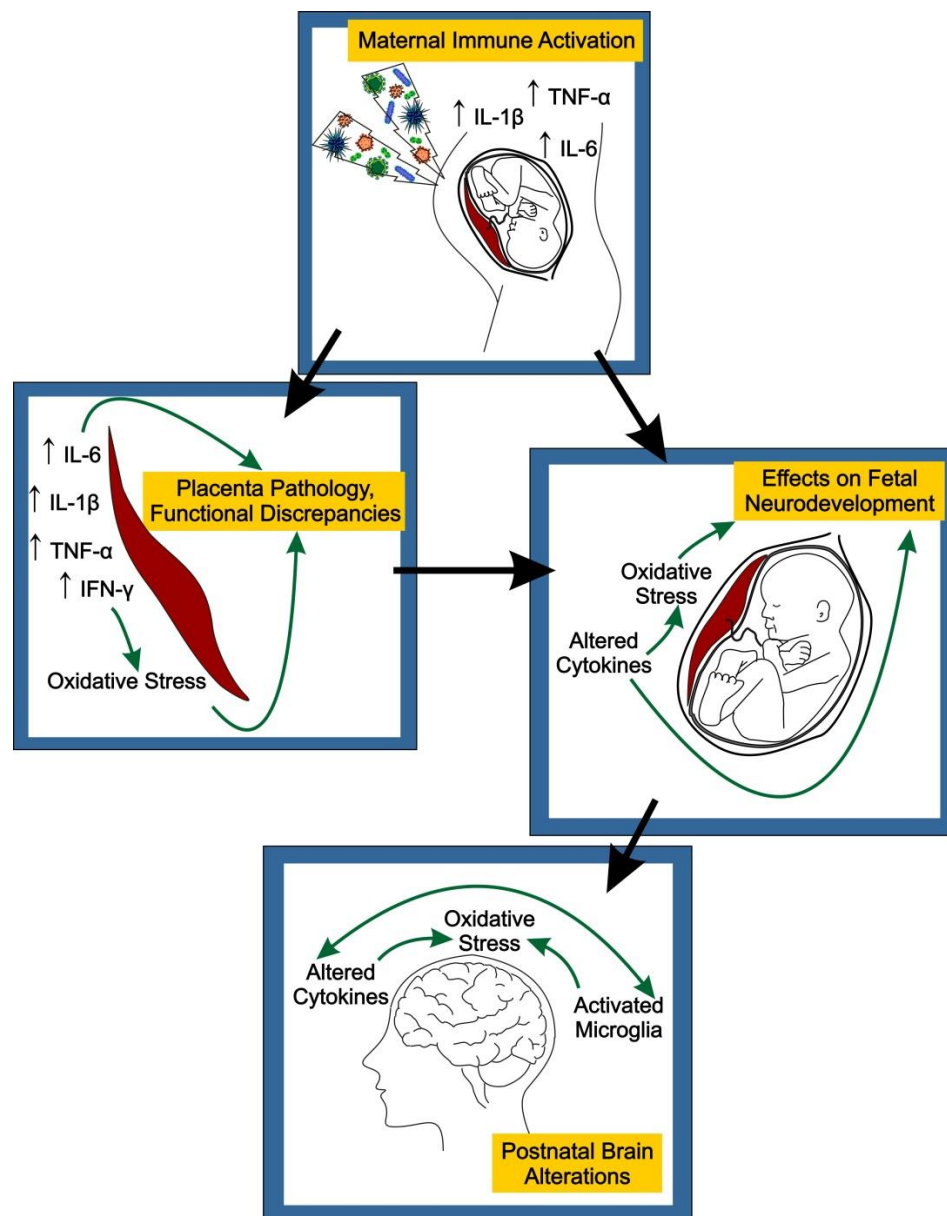 Maternal Immune Activation
↑ IL-1β
↑ TNF-α
↑ IL-6
↑ IL-6
↑ IL-1β
↑ TNF-α
↑ IFN-γ
Oxidative Stress
Placenta Pathology,
Functional Discrepancies
Effects on Fetal
Neurodevelopment
Oxidative
Stress
Altered
Cytokines
Oxidative
Stress
Altered
Cytokines
Activated
Microglia
Postnatal Brain
Alterations